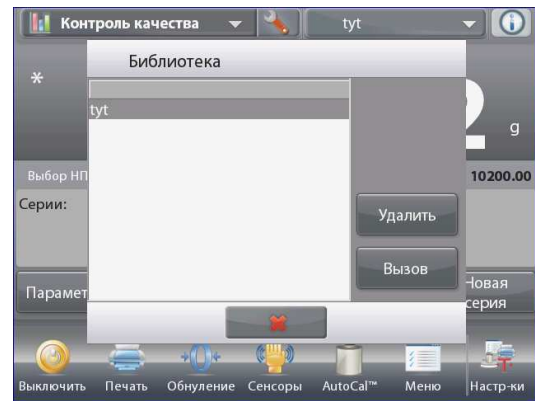 Контроль качества
tyt
Библиотека
*
tyt
2
g
Выбор НП
10200.00
Серии:
Удалить
Вызов
Парамет
Новая
серия
Выключить
Печать
Обнуление
Сенсоры
AutoCal™
Меню
Настр-ки